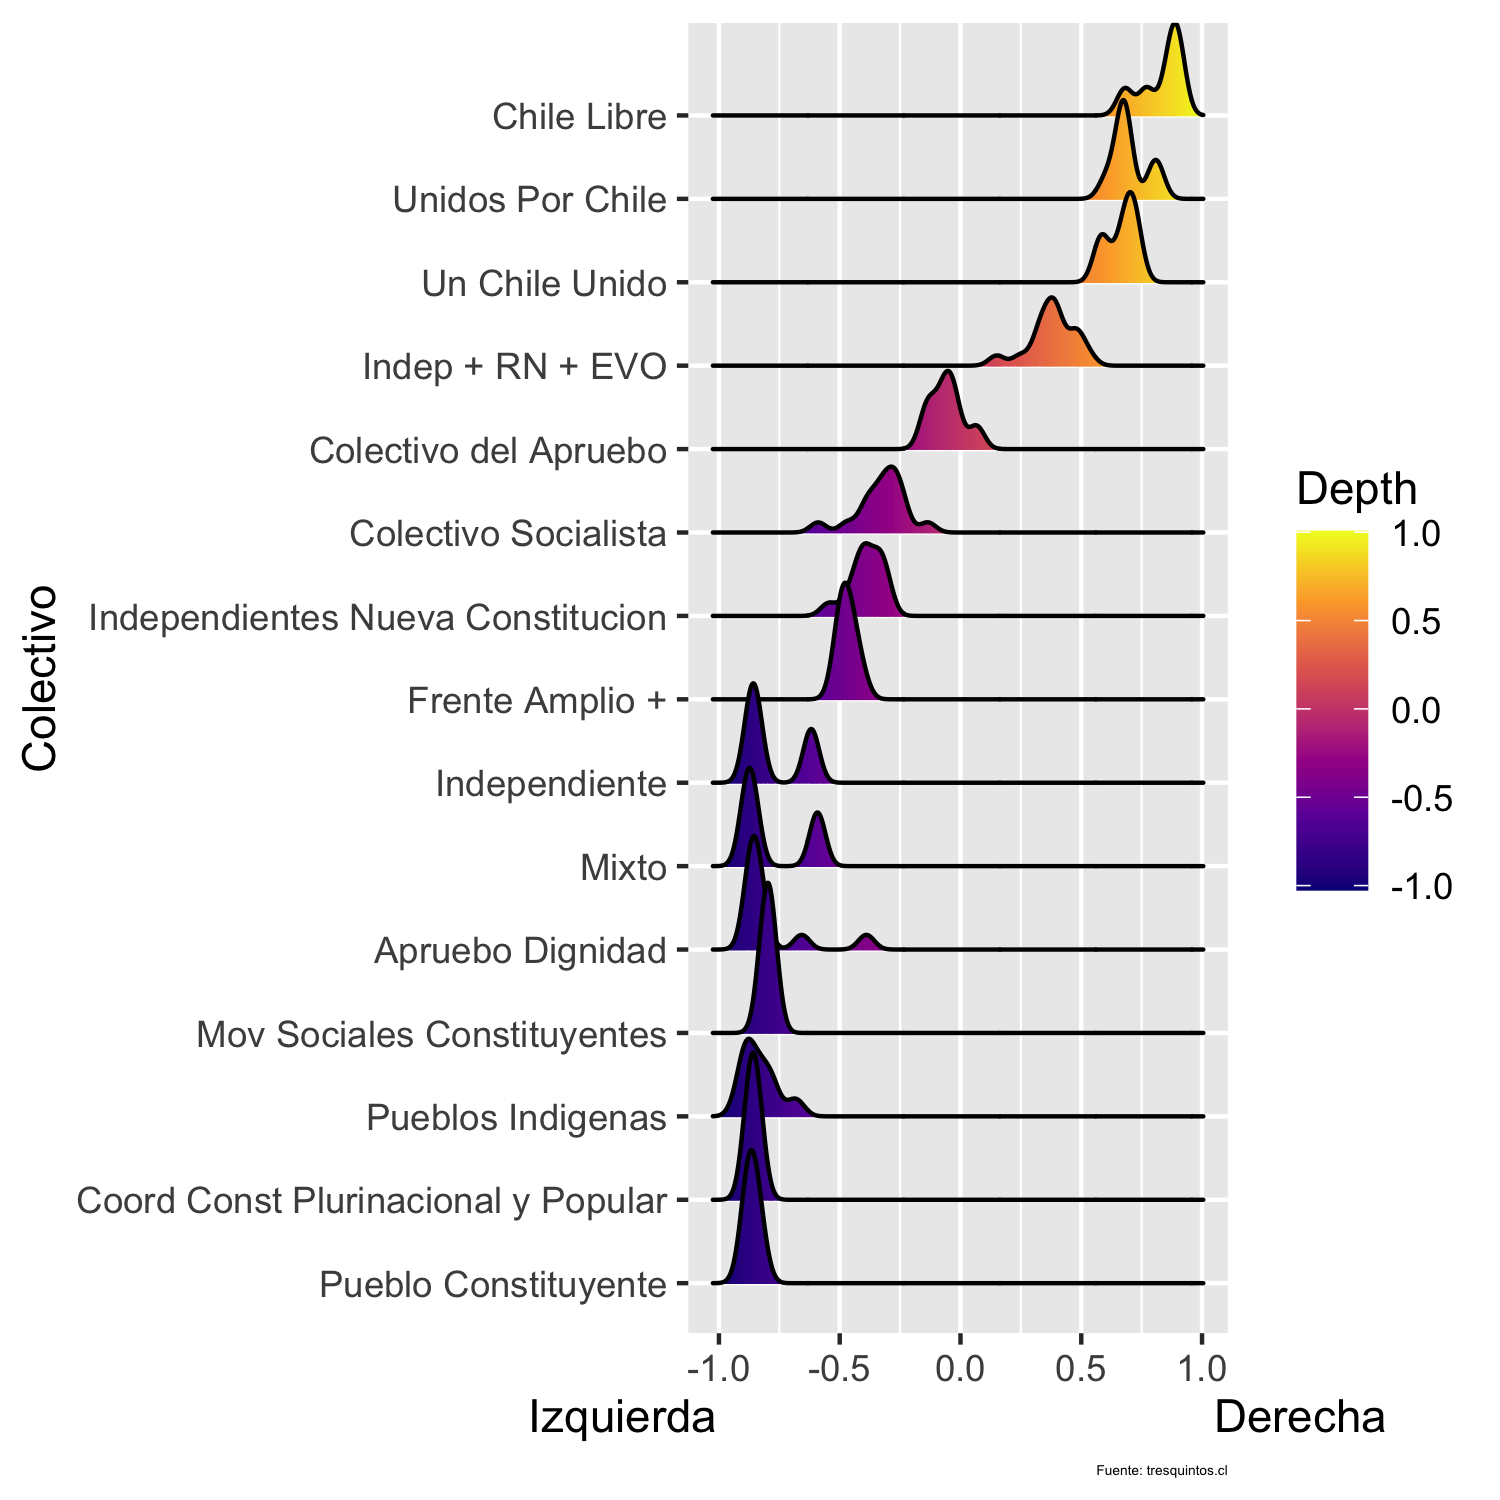 Colectivo
Chile Libre
Unidos Por Chile
Un Chile Unido
Indep + RN + EVO
Colectivo del Apruebo
Colectivo Socialista
Independientes Nueva Constitucion
Frente Amplio +
Independiente
Mixto
Apruebo Dignidad
Mov Sociales Constituyentes
Pueblos Indigenas
Coord Const Plurinacional y Popular
Pueblo Constituyente
-1.0 -0.5 0.0 0.5 1.0
Izquierda Derecha
Depth
1.0
0.5
0.0
-0.5
-1.0
Fuente: tresquintos.cl